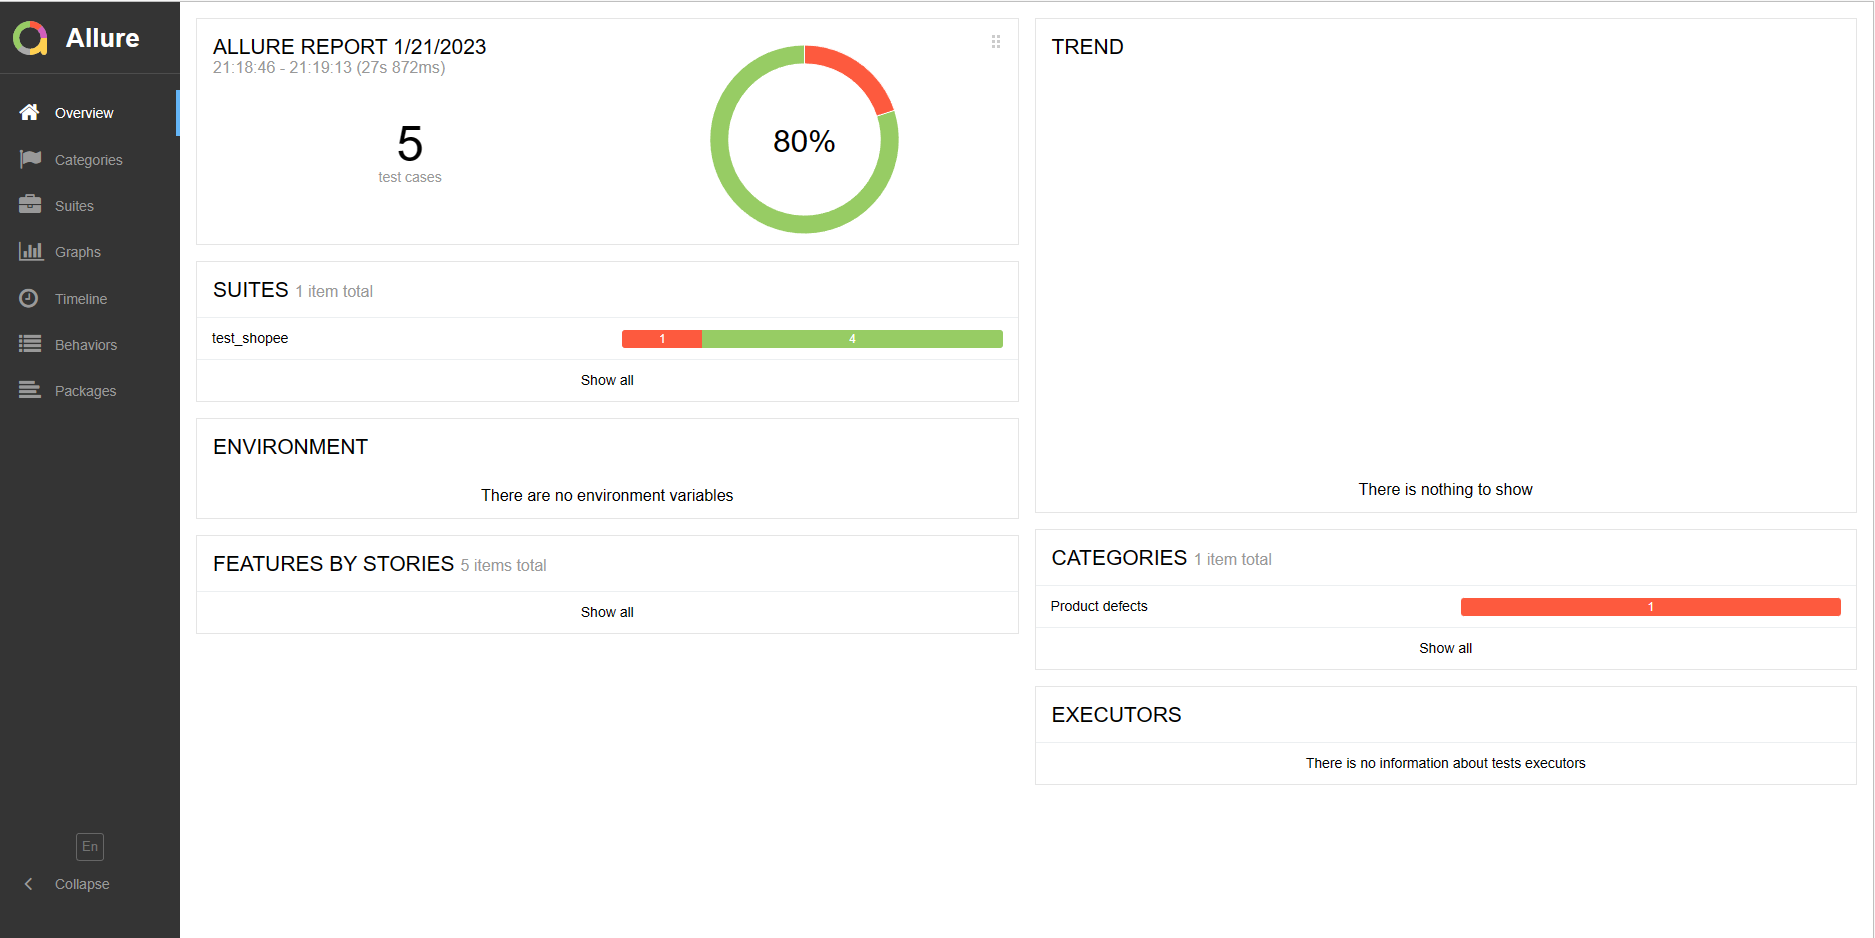 Allure
Overview
Categories
Suites
Graphs
Timeline
Behaviors
Packages
En
Collapse
ALLURE REPORT 1/21/2023
21:18:46 - 21:19:13 (27s 872ms)
5
test cases
80%
SUITES 1 item total
test_shopee 1 4
Show all
ENVIRONMENT
There are no environment variables
FEATURES BY STORIES 5 items total
Show all
TREND
There is nothing to show
CATEGORIES 1 item total
Product defects 1
Show all
EXECUTORS
There is no information about tests executors